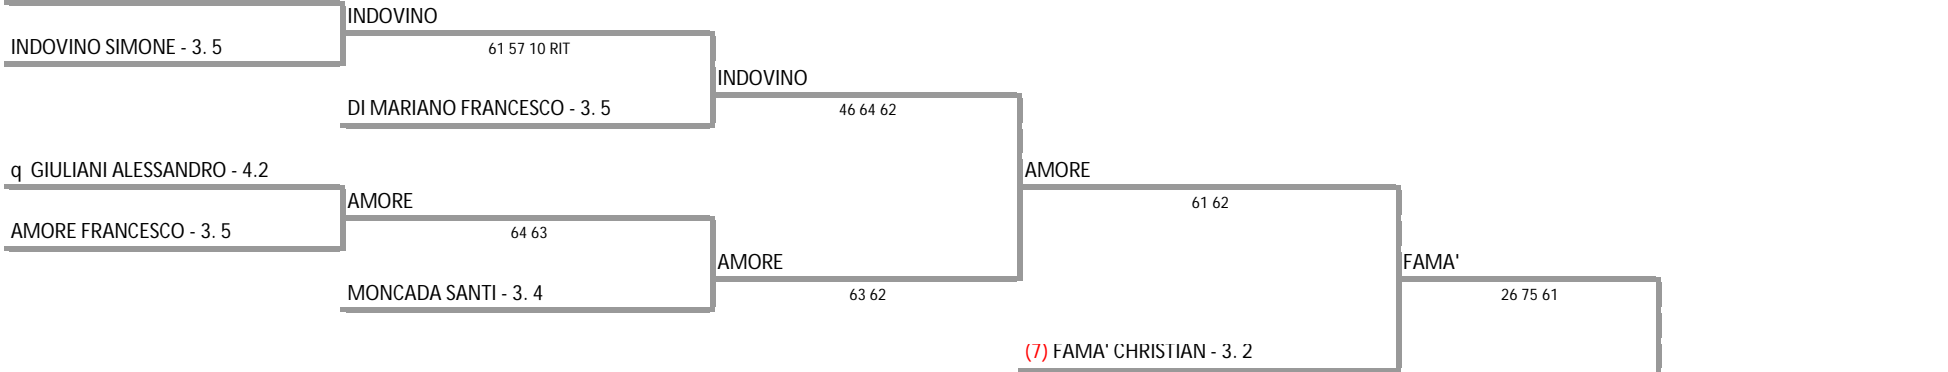 INDOVINO
INDOVINO SIMONE - 3. 5
61 57 10 RIT
INDOVINO
DI MARIANO FRANCESCO - 3. 5
46 64 62
q GIULIANI ALESSANDRO - 4.2
AMORE
AMORE
61 62
AMORE FRANCESCO - 3. 5
64 63
AMORE
FAMA'
MONCADA SANTI - 3. 4
63 62
26 75 61
(7) FAMA' CHRISTIAN - 3. 2